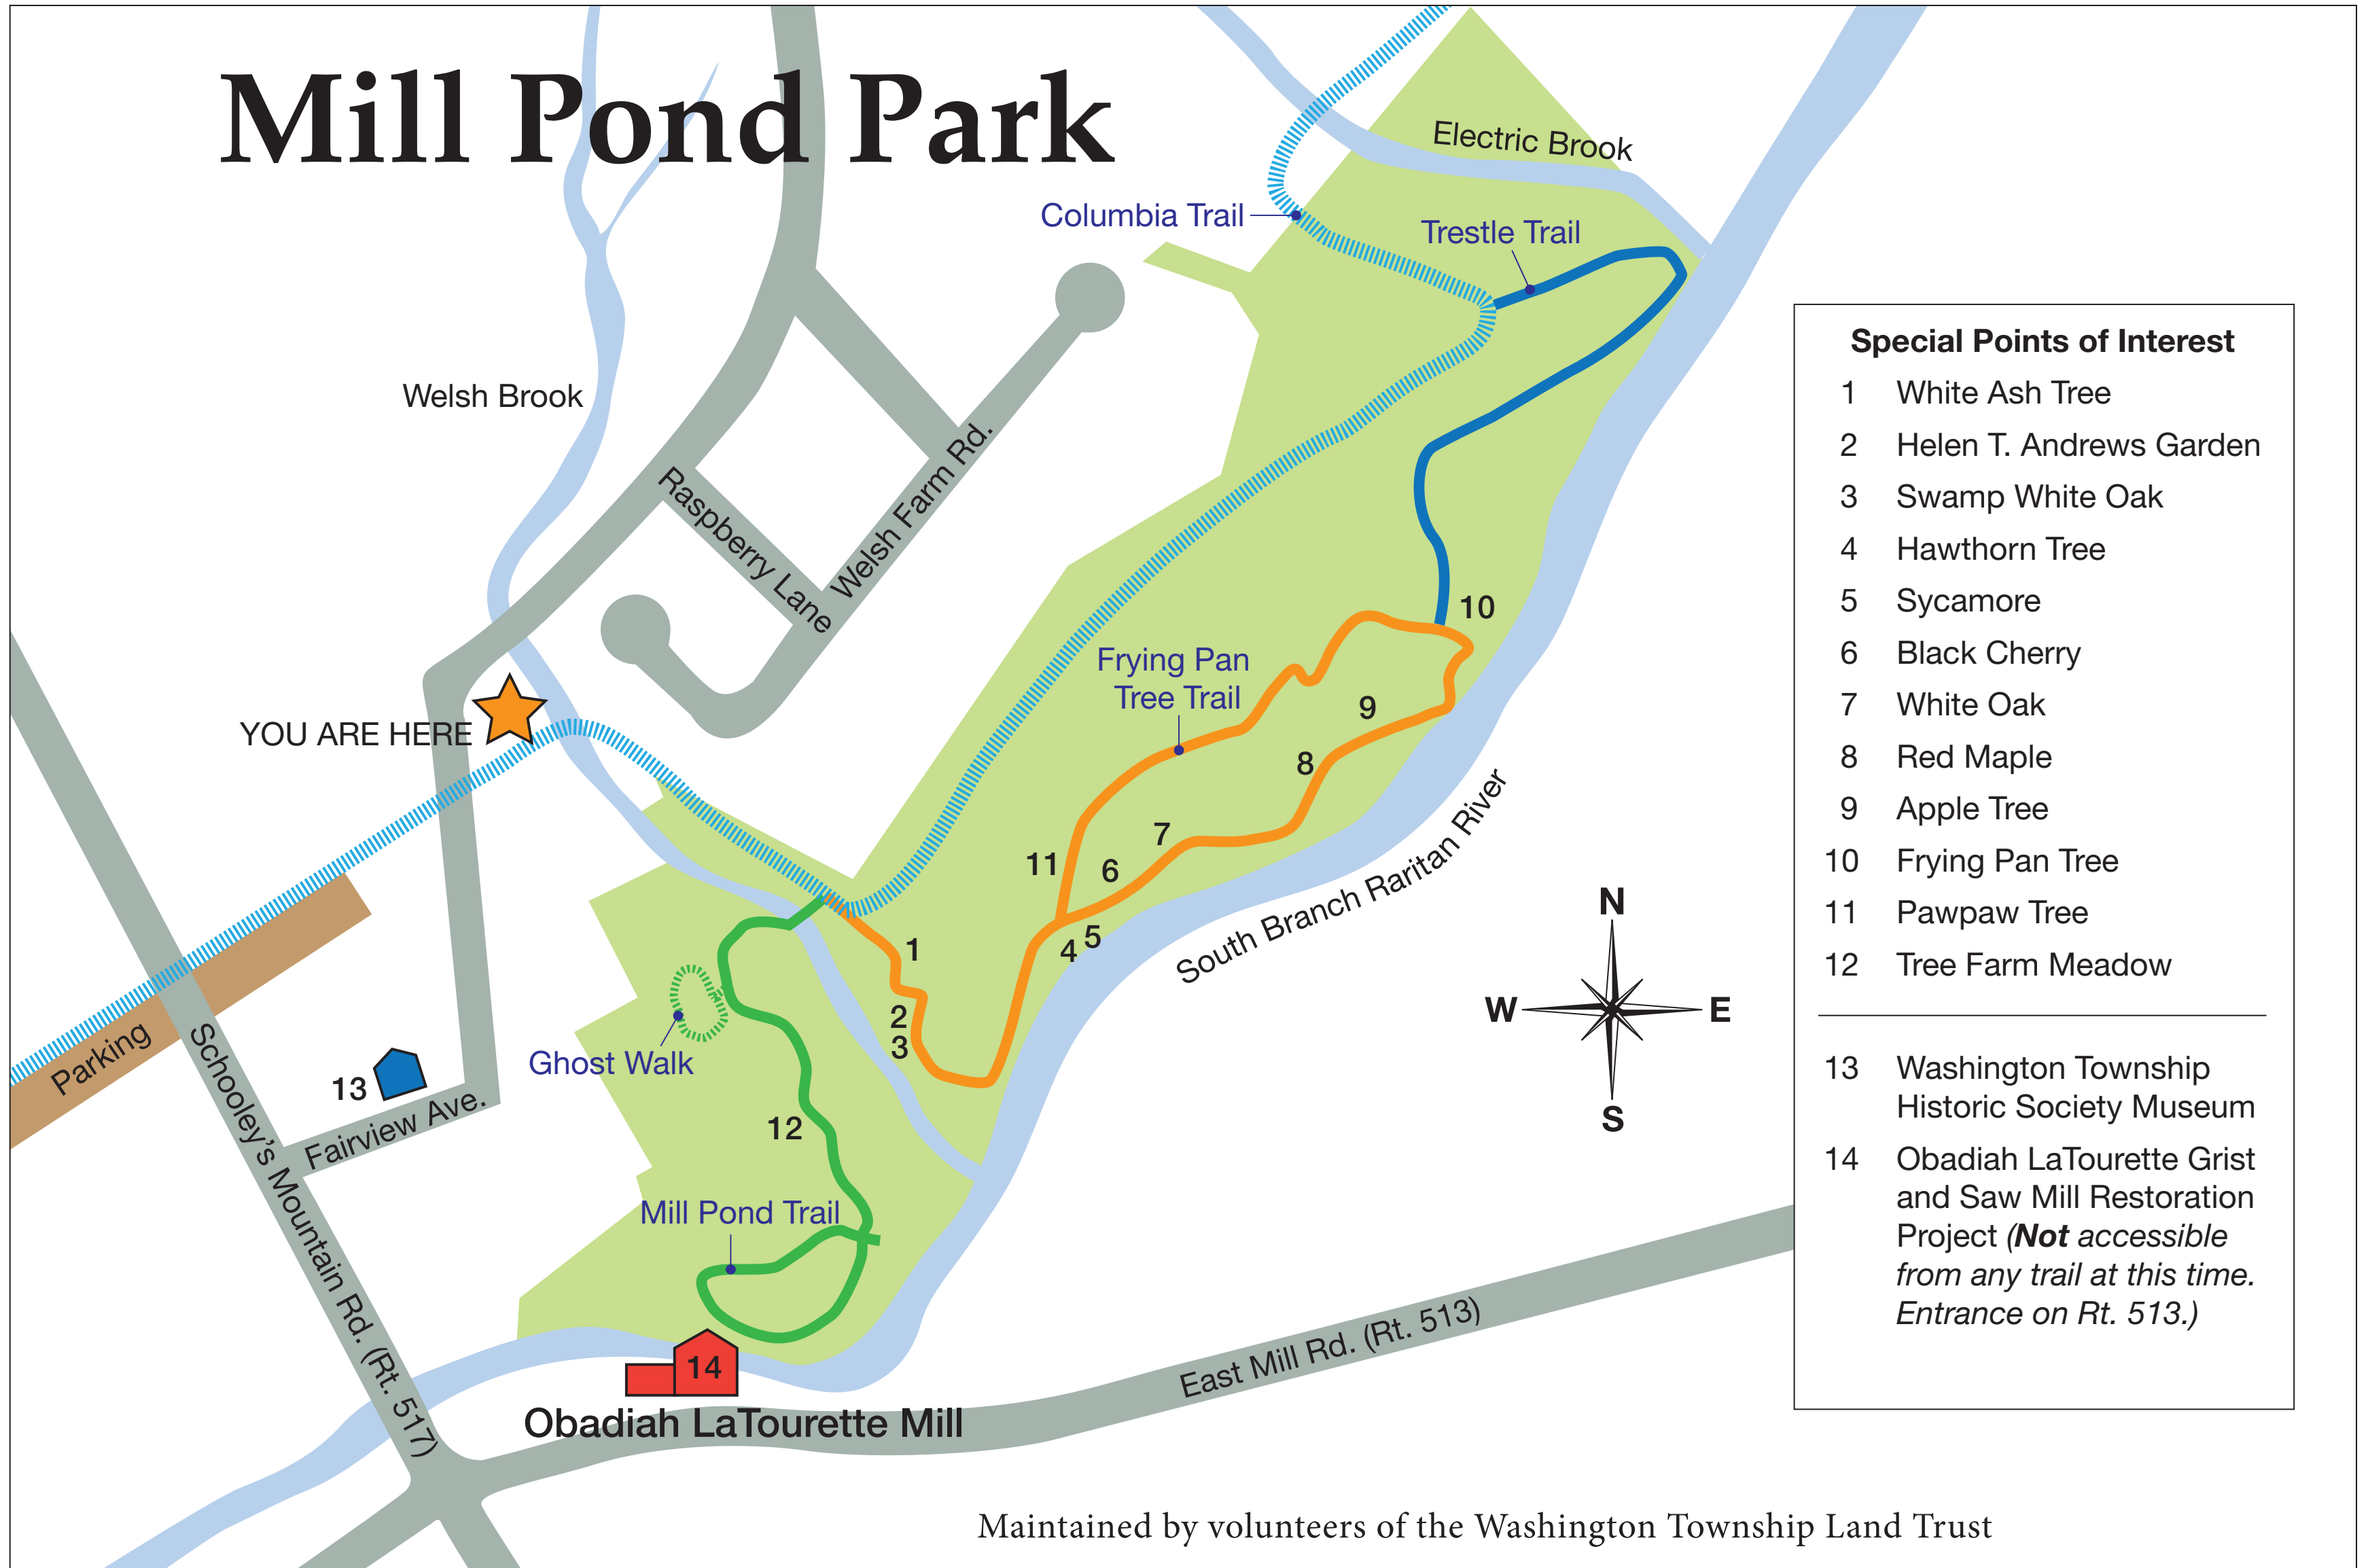 Mill Pond Park
Electric Brook
Columbia Trail
Trestle Trail
Welsh Brook
Raspberry Lane
Welsh Farm Rd.
YOU ARE HERE
Frying Pan
Tree Trail
10
9
8
7
11
6
5
4
1
2
3
South Branch Raritan River
Parking
Schooley's Mountain Rd. (Rt. 517)
13
Fairview Ave.
Ghost Walk
12
Mill Pond Trail
14
Obadiah LaTourette Mill
East Mill Rd. (Rt. 513)
N
W
E
S
Special Points of Interest
1 White Ash Tree
2 Helen T. Andrews Garden
3 Swamp White Oak
4 Hawthorn Tree
5 Sycamore
6 Black Cherry
7 White Oak
8 Red Maple
9 Apple Tree
10 Frying Pan Tree
11 Pawpaw Tree
12 Tree Farm Meadow
13 Washington Township
Historic Society Museum
14 Obadiah LaTourette Grist
and Saw Mill Restoration
Project (Not accessible
from any trail at this time.
Entrance on Rt. 513.)
Maintained by volunteers of the Washington Township Land Trust